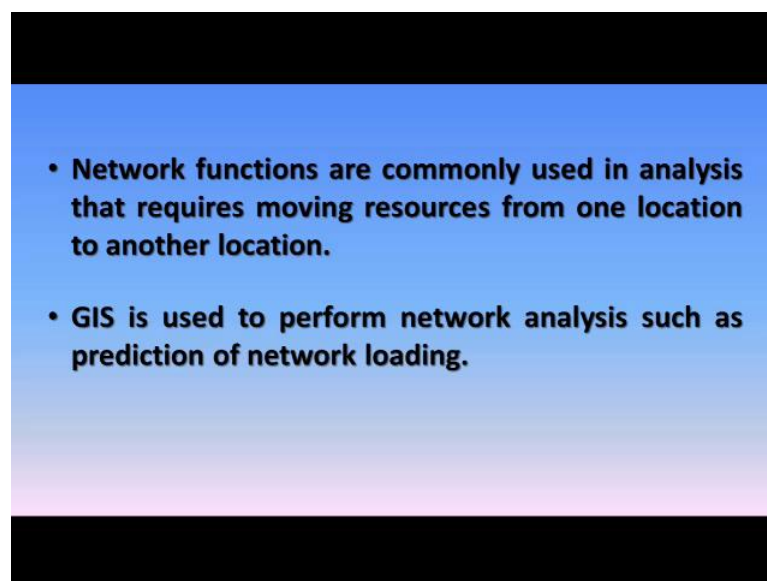 • Network functions are commonly used in analysis
that requires moving resources from one location
to another location.
• GIS is used to perform network analysis such as
prediction of network loading.